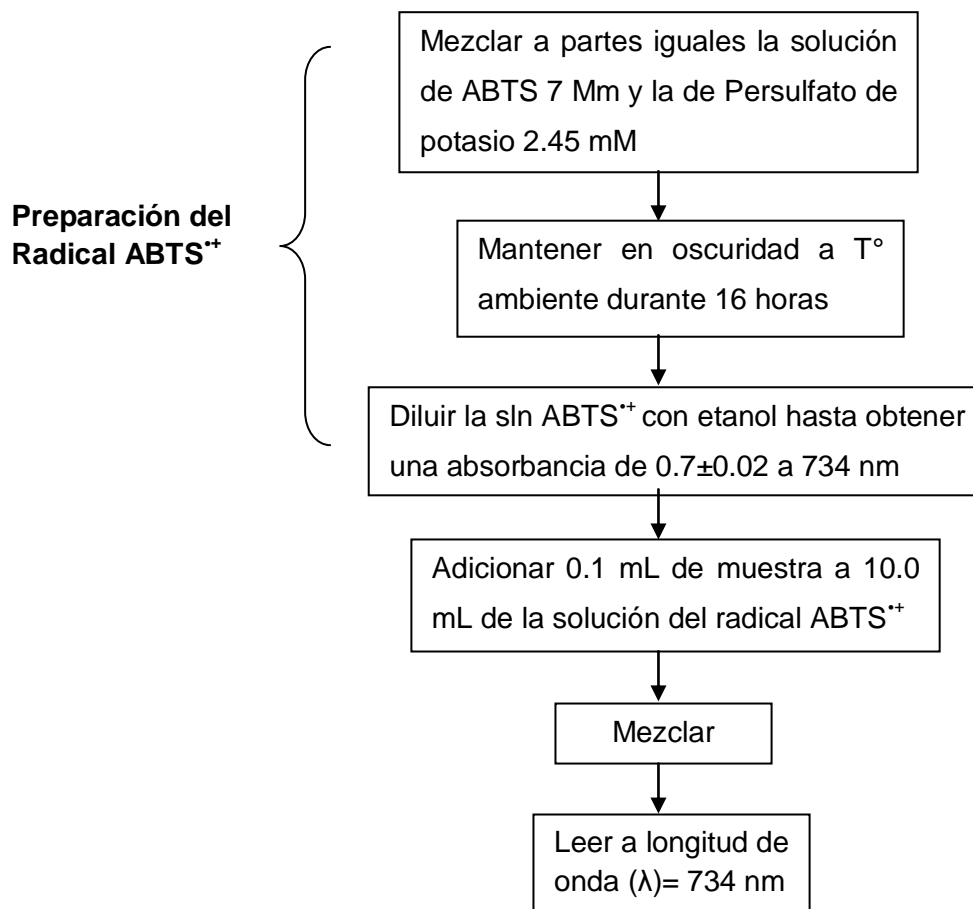 Mezclar a partes iguales la solución
de ABTS 7 Mm y la de Persulfato de
potasio 2.45 mM
Preparación del
Radical ABTS•+
Mantener en oscuridad a T°
ambiente durante 16 horas
Diluir la sln ABTS•+ con etanol hasta obtener
una absorbancia de 0.7±0.02 a 734 nm
Adicionar 0.1 mL de muestra a 10.0
mL de la solución del radical ABTS•+
Mezclar
Leer a longitud de
onda (λ)= 734 nm